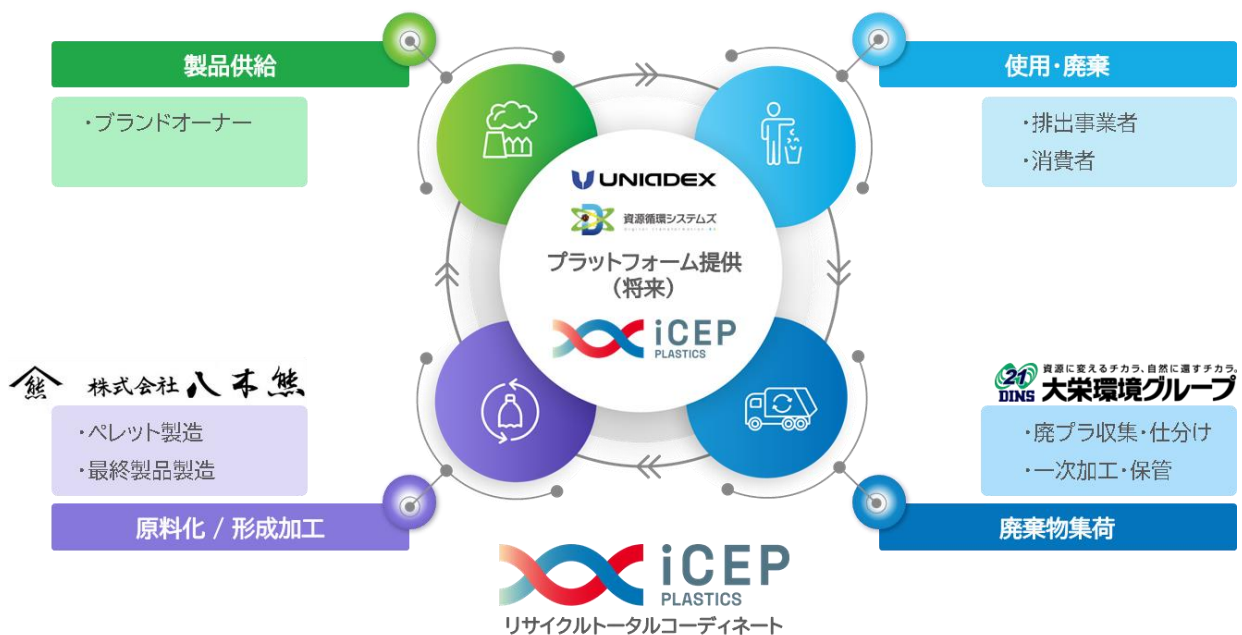 製品供給
・ブランドオーナー
使用・廃棄
・排出事業者
・消費者
UNIADEX
資源循環システムズ
Digital Transformation.
プラットフォーム提供
（将来）
iCEP
PLASTICS
熊 株式会社 八木熊
・ペレット製造
・最終製品製造
原料化 / 形成加工
資源に変えるチカラ、自然に還すチカラ。
21
DINS 大栄環境グループ
・廃プラ収集・仕分け
・一次加工・保管
廃棄物集荷
iCEP
PLASTICS
リサイクルトータルコーディネート